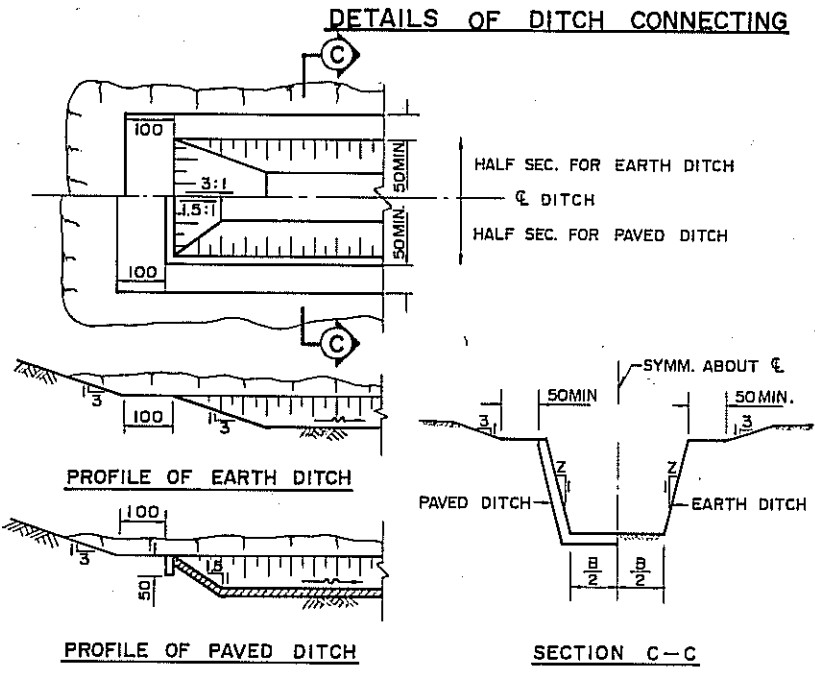 DETAILS OF DITCH CONNECTING
C
100
50MIN.
3:1
HALF SEC. FOR EARTH DITCH
℄ DITCH
1.5:1
50MIN.
HALF SEC. FOR PAVED DITCH
100
C
1
3
100
1
3
PROFILE OF EARTH DITCH
SYMM. ABOUT ℄
50MIN
50MIN.
3
1
3
1
Z
1
Z
1
PAVED DITCH
EARTH DITCH
B
2
B
2
SECTION C-C
100
1
3
1.5
1
50
PROFILE OF PAVED DITCH